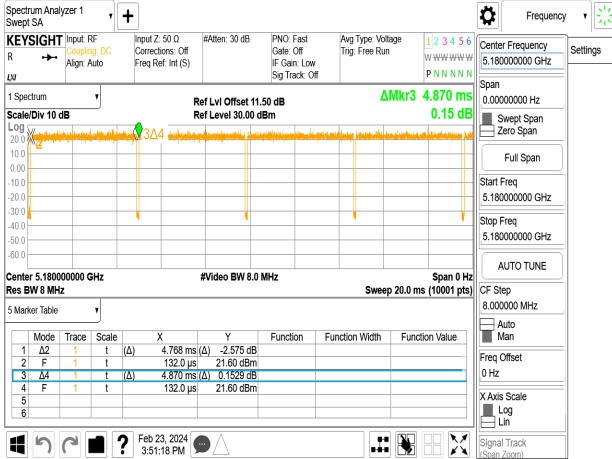 Spectrum Analyzer 1
Swept SA
Frequency
KEYSIGHT
R
LXI
Input: RF
Coupling: DC
Align: Auto
Input Z: 50 Ω
Corrections: Off
Freq Ref: Int (S)
#Atten: 30 dB
PNO: Fast
Gate: Off
IF Gain: Low
Sig Track: Off
Avg Type: Voltage
Trig: Free Run
1 2 3 4 5 6
W W W W W W
P N N N N N
1 Spectrum
Scale/Div 10 dB
Ref Lvl Offset 11.50 dB
Ref Level 30.00 dBm
ΔMkr3 4.870 ms
0.15 dB
Log
20.0
10.0
0.00
-10.0
-20.0
-30.0
-40.0
-50.0
-60.0
3Δ4
Center 5.180000000 GHz
Res BW 8 MHz
#Video BW 8.0 MHz
Span 0 Hz
Sweep 20.0 ms (10001 pts)
5 Marker Table
Mode Trace Scale X Y Function Function Width Function Value
1 Δ2 1 t (Δ) 4.768 ms (Δ) -2.575 dB
2 F 1 t 132.0 µs 21.60 dBm
3 Δ4 1 t (Δ) 4.870 ms (Δ) 0.1529 dB
4 F 1 t 132.0 µs 21.60 dBm
5
6
?
Feb 23, 2024
3:51:18 PM
Center Frequency
5.180000000 GHz
Span
0.00000000 Hz
Swept Span
Zero Span
Full Span
Start Freq
5.180000000 GHz
Stop Freq
5.180000000 GHz
AUTO TUNE
CF Step
8.000000 MHz
Auto
Man
Freq Offset
0 Hz
X Axis Scale
Log
Lin
Signal Track
(Span Zoom)
Settings